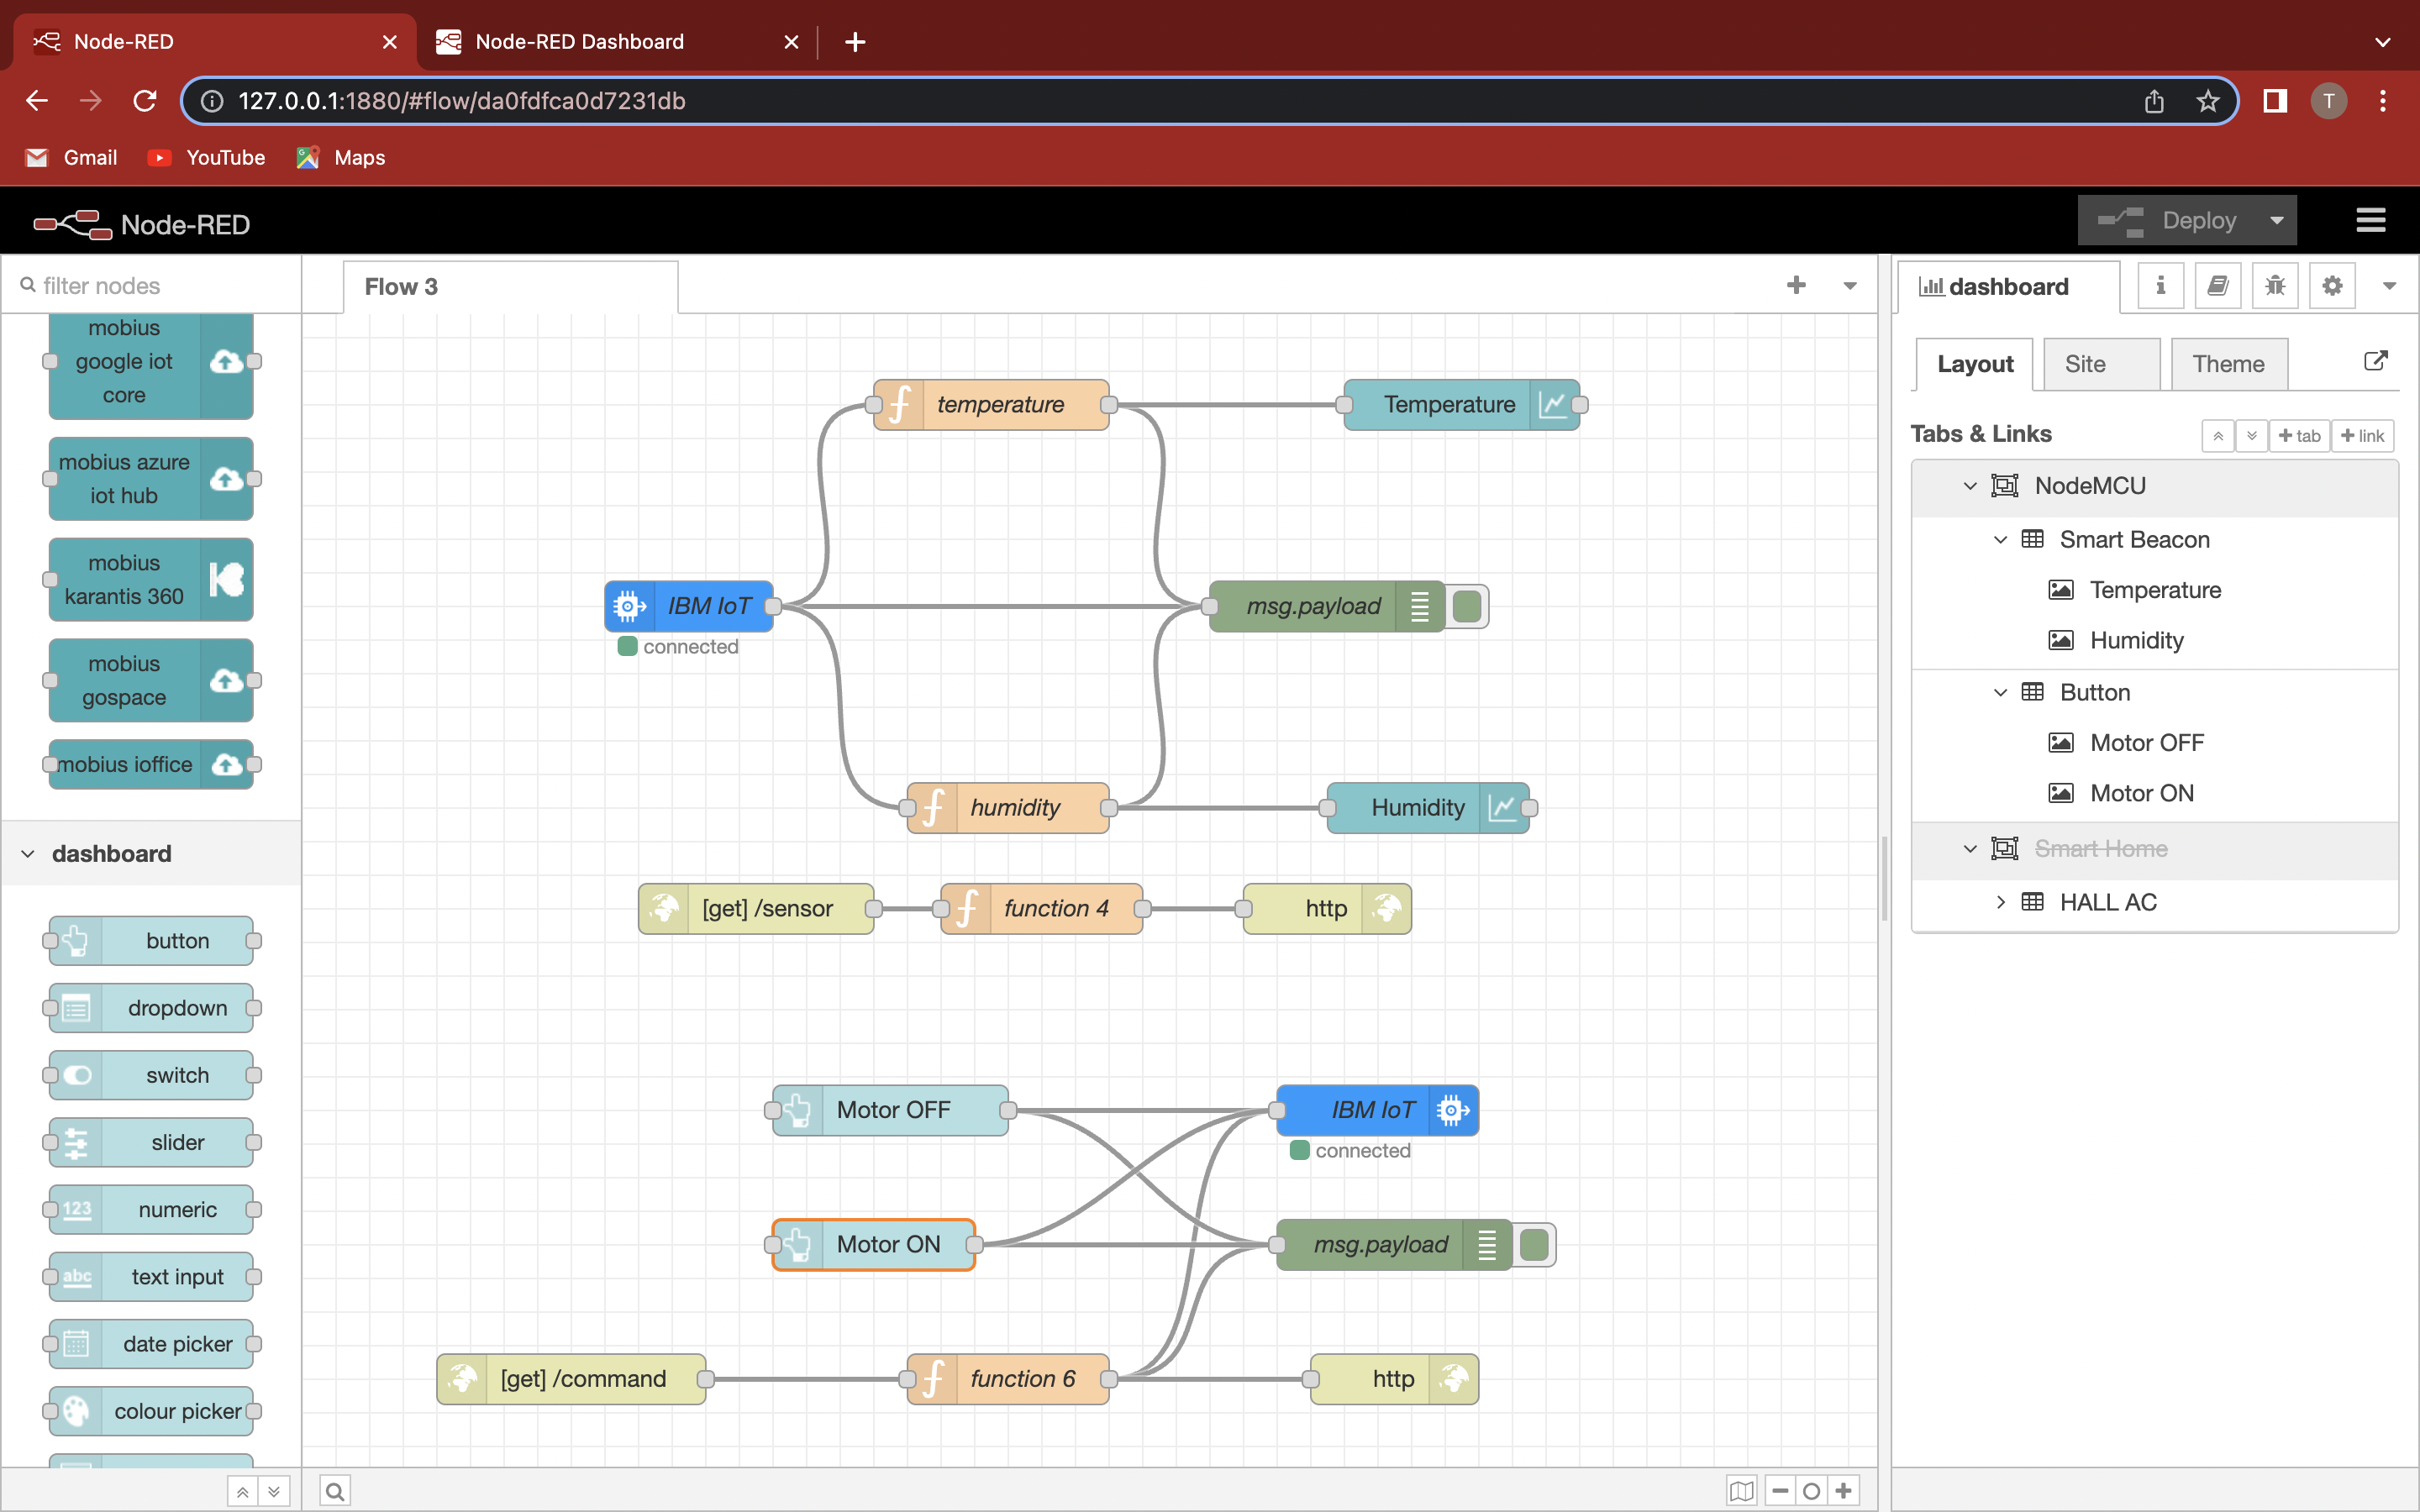 Node-RED
Node-RED Dashboard
127.0.0.1:1880/#flow/da0fdfca0d7231db
T
Gmail
YouTube
Maps
Node-RED
Deploy
filter nodes
mobius
google iot
core
mobius azure
iot hub
mobius
karantis 360
mobius
gospace
mobius ioffice
dashboard
button
dropdown
switch
slider
123
numeric
abc
text input
date picker
colour picker
Flow 3
temperature
Temperature
IBM IoT
connected
msg.payload
humidity
Humidity
[get] /sensor
function 4
http
Motor OFF
IBM IoT
connected
Motor ON
msg.payload
[get] /command
function 6
http
dashboard
i
Layout
Site
Theme
Tabs & Links
tab
link
NodeMCU
Smart Beacon
Temperature
Humidity
Button
Motor OFF
Motor ON
Smart Home
HALL AC